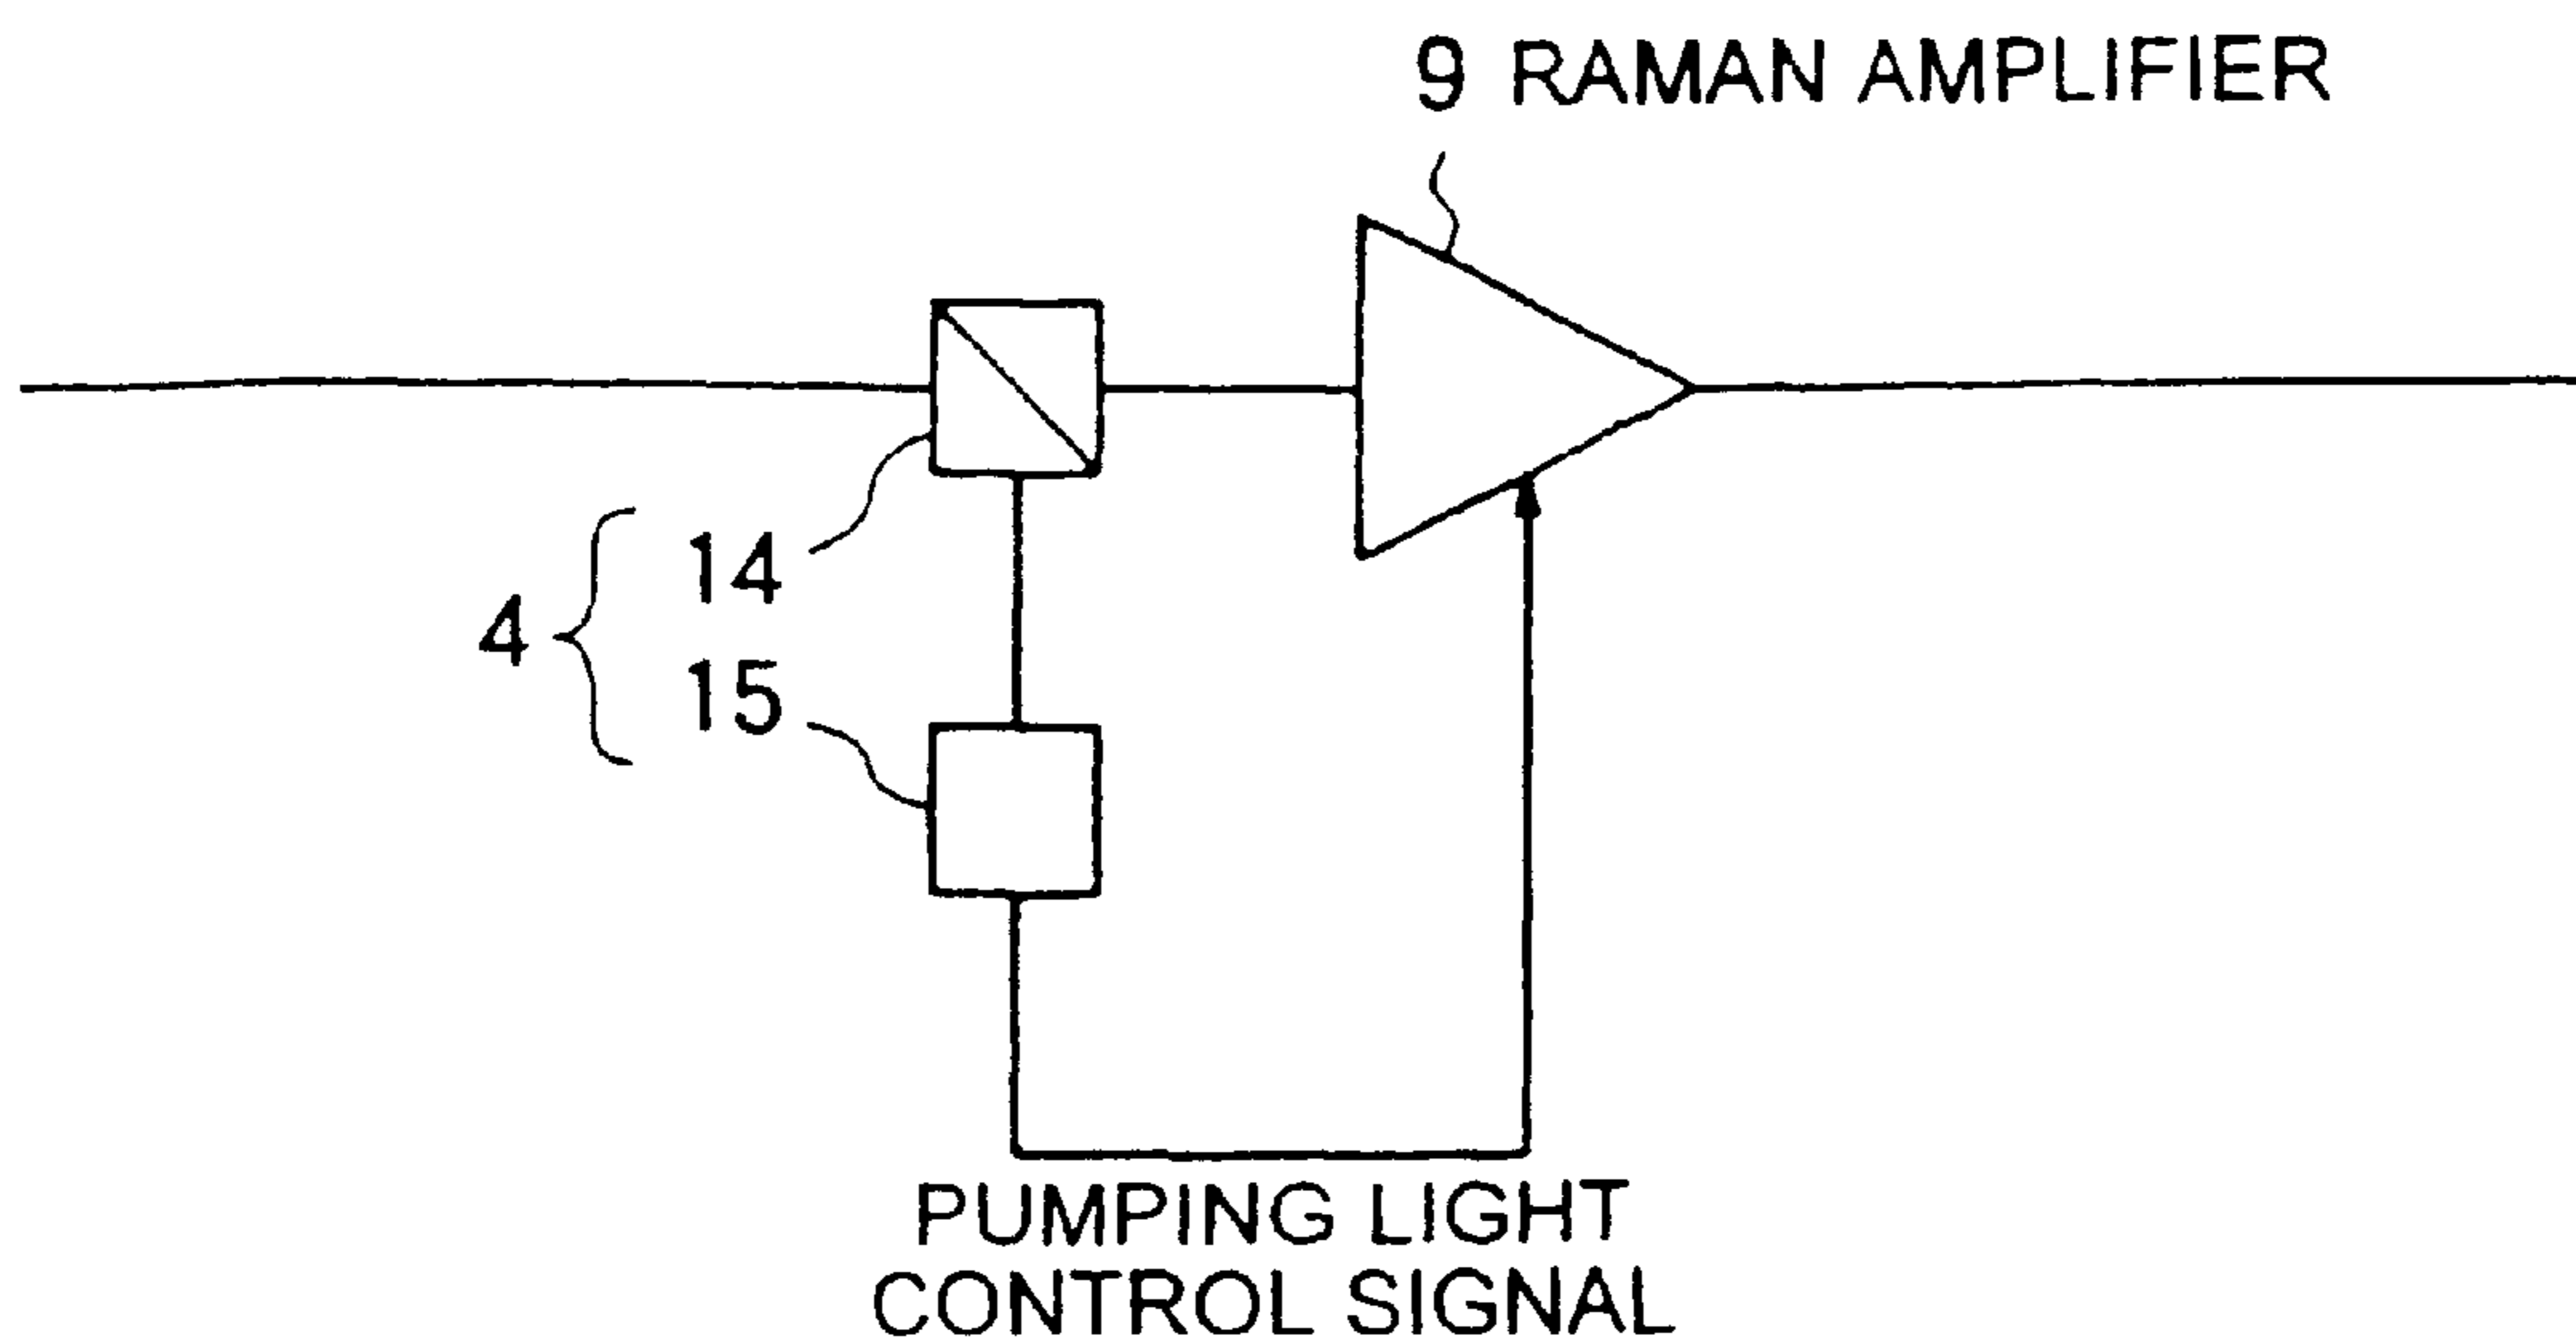 9 RAMAN AMPLIFIER
14
4
15
PUMPING LIGHT
CONTROL SIGNAL